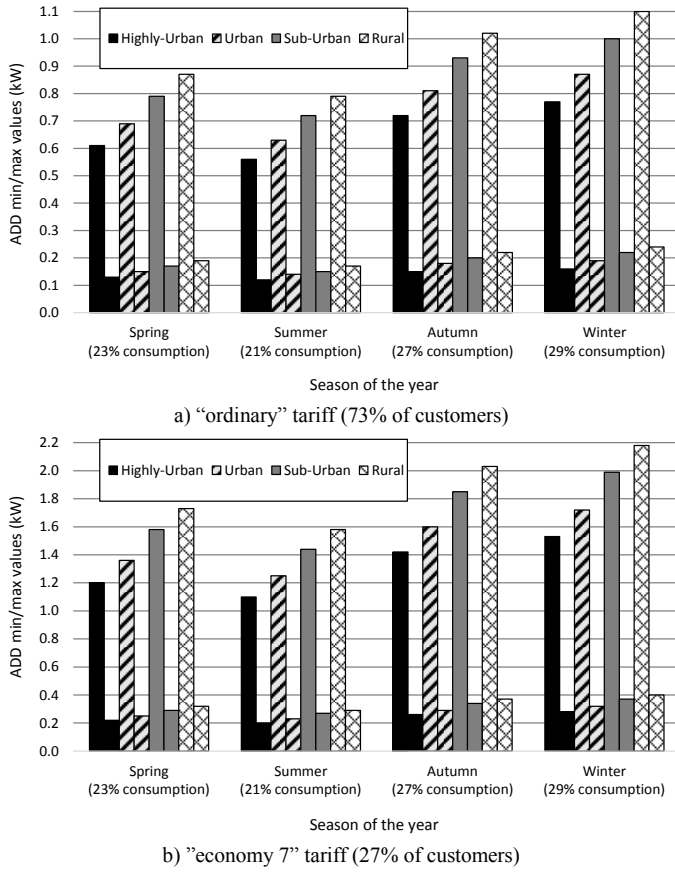 1.1
1.0
0.9
0.8
0.7
0.6
0.5
0.4
0.3
0.2
0.1
0.0
ADD min/max values (kW)
Highly-Urban Urban Sub-Urban Rural
Spring Summer Autumn Winter
(23% consumption) (21% consumption) (27% consumption) (29% consumption)
Season of the year
a) “ordinary” tariff (73% of customers)
2.2
2.0
1.8
1.6
1.4
1.2
1.0
0.8
0.6
0.4
0.2
0.0
ADD min/max values (kW)
Highly-Urban Urban Sub-Urban Rural
Spring Summer Autumn Winter
(23% consumption) (21% consumption) (27% consumption) (29% consumption)
Season of the year
b) ”economy 7” tariff (27% of customers)